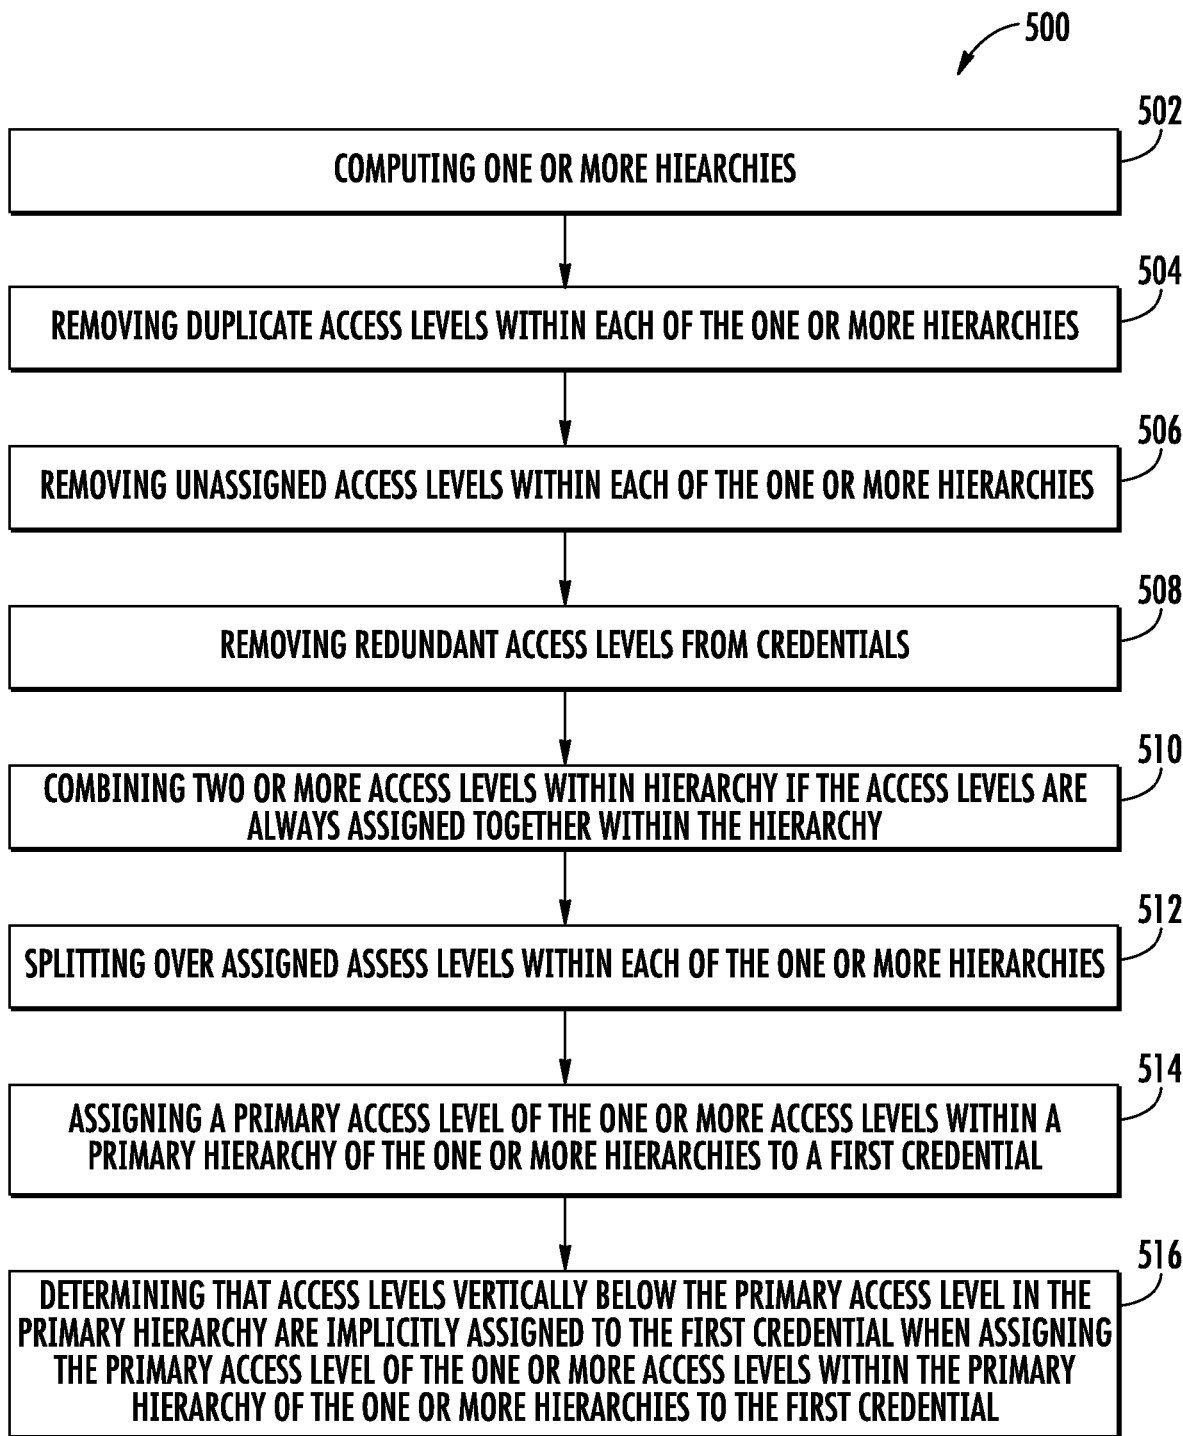 500
502
COMPUTING ONE OR MORE HIEARCHIES
504
REMOVING DUPLICATE ACCESS LEVELS WITHIN EACH OF THE ONE OR MORE HIERARCHIES
506
REMOVING UNASSIGNED ACCESS LEVELS WITHIN EACH OF THE ONE OR MORE HIERARCHIES
508
REMOVING REDUNDANT ACCESS LEVELS FROM CREDENTIALS
510
COMBINING TWO OR MORE ACCESS LEVELS WITHIN HIERARCHY IF THE ACCESS LEVELS ARE
ALWAYS ASSIGNED TOGETHER WITHIN THE HIERARCHY
512
SPLITTING OVER ASSIGNED ASSESS LEVELS WITHIN EACH OF THE ONE OR MORE HIERARCHIES
514
ASSIGNING A PRIMARY ACCESS LEVEL OF THE ONE OR MORE ACCESS LEVELS WITHIN A
PRIMARY HIERARCHY OF THE ONE OR MORE HIERARCHIES TO A FIRST CREDENTIAL
516
DETERMINING THAT ACCESS LEVELS VERTICALLY BELOW THE PRIMARY ACCESS LEVEL IN THE
PRIMARY HIERARCHY ARE IMPLICITLY ASSIGNED TO THE FIRST CREDENTIAL WHEN ASSIGNING
THE PRIMARY ACCESS LEVEL OF THE ONE OR MORE ACCESS LEVELS WITHIN THE PRIMARY
HIERARCHY OF THE ONE OR MORE HIERARCHIES TO THE FIRST CREDENTIAL